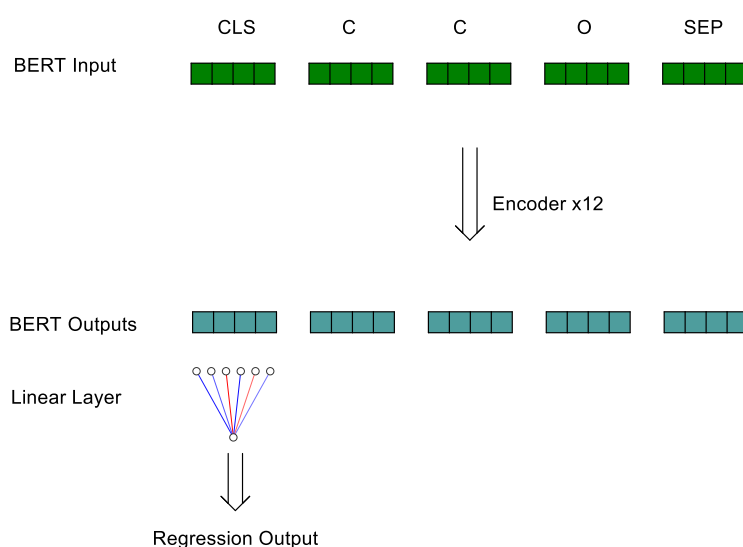 CLS C C O SEP
BERT Input
Encoder x12
BERT Outputs
Linear Layer
Regression Output